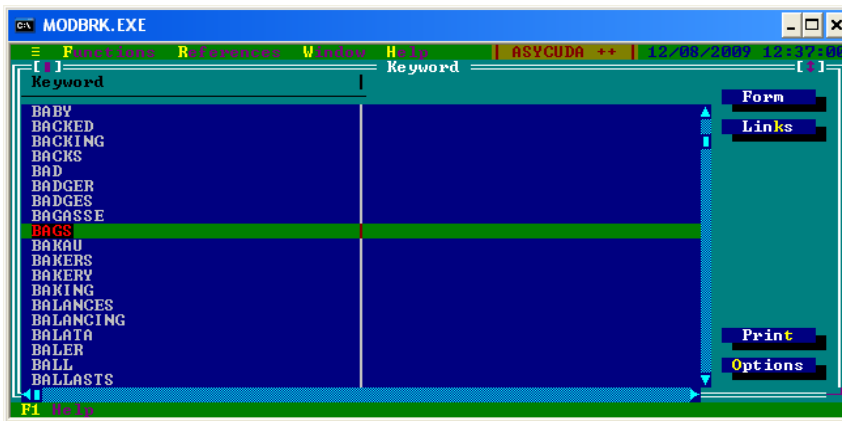 MODBRK.EXE
≡ Functions References Window Help | ASYCUDA ++ | 12/08/2009 12:37:00
Keyword
Keyword
Form
BABY
Links
BACKED
BACKING
BACKS
BAD
BADGER
BADGES
BAGASSE
BAGS
BAKAU
BAKERS
BAKERY
BAKING
BALANCES
BALANCING
BALATA
Print
BALER
BALL
Options
BALLASTS
F1 Help